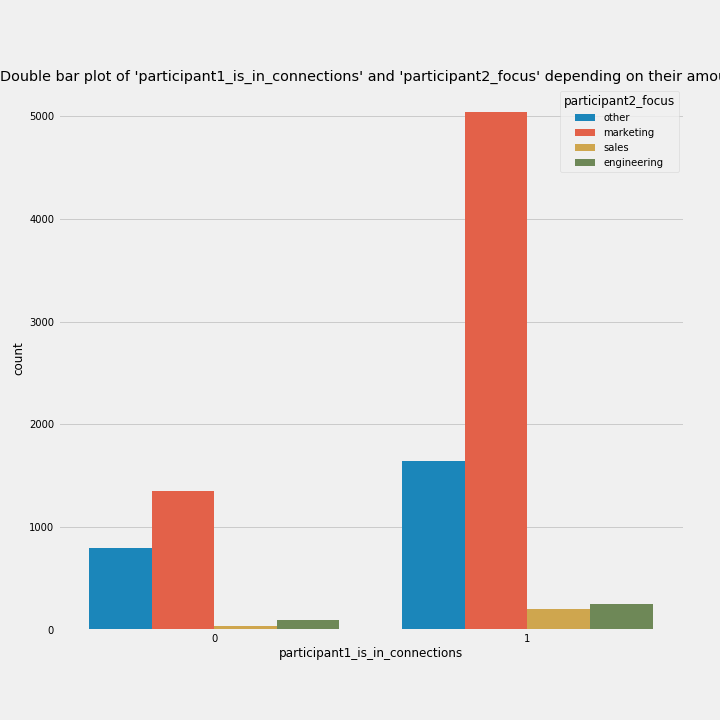 Double bar plot of 'participant1_is_in_connections' and 'participant2_focus' depending on their
participant2_focus
other
marketing
sales
engineering
5000
4000
3000
2000
1000
0
count
0
1
participant1_is_in_connections